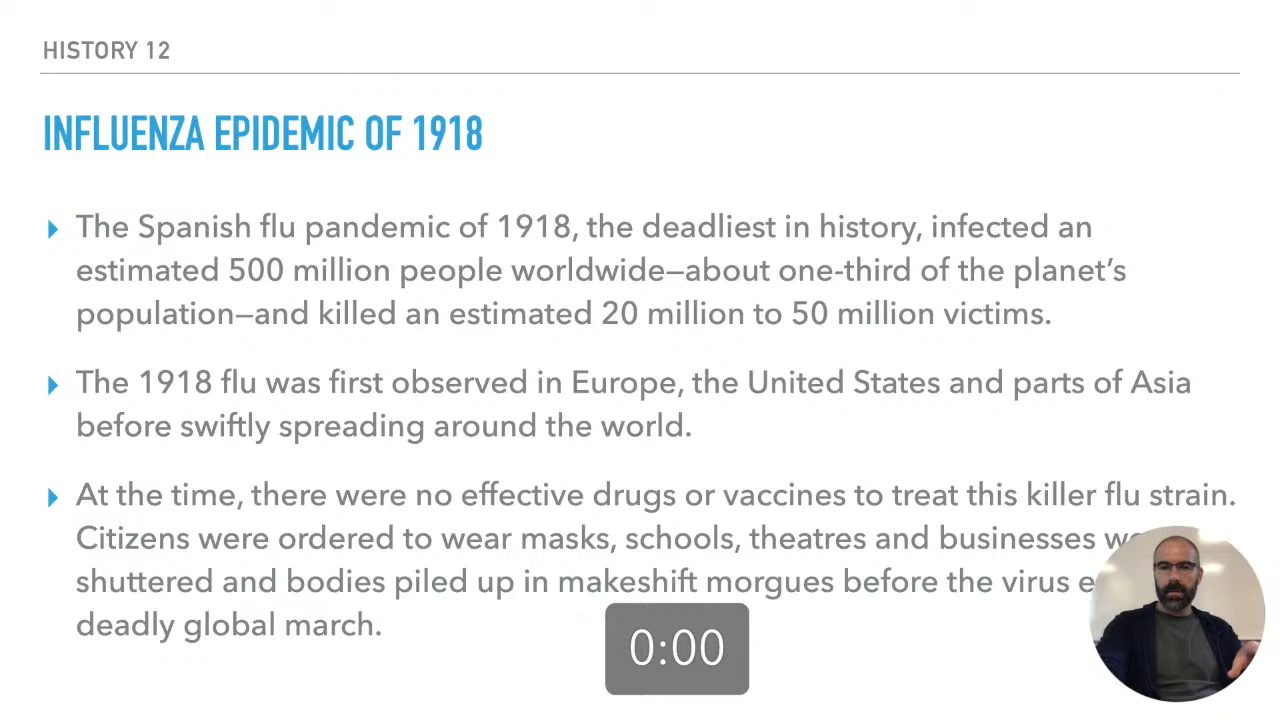 HISTORY 12
INFLUENZA EPIDEMIC OF 1918
The Spanish flu pandemic of 1918, the deadliest in history, infected an
estimated 500 million people worldwide—about one-third of the planet’s
population—and killed an estimated 20 million to 50 million victims.
The 1918 flu was first observed in Europe, the United States and parts of Asia
before swiftly spreading around the world.
At the time, there were no effective drugs or vaccines to treat this killer flu strain.
Citizens were ordered to wear masks, schools, theatres and businesses
shuttered and bodies piled up in makeshift morgues before the virus
deadly global march.
0:00